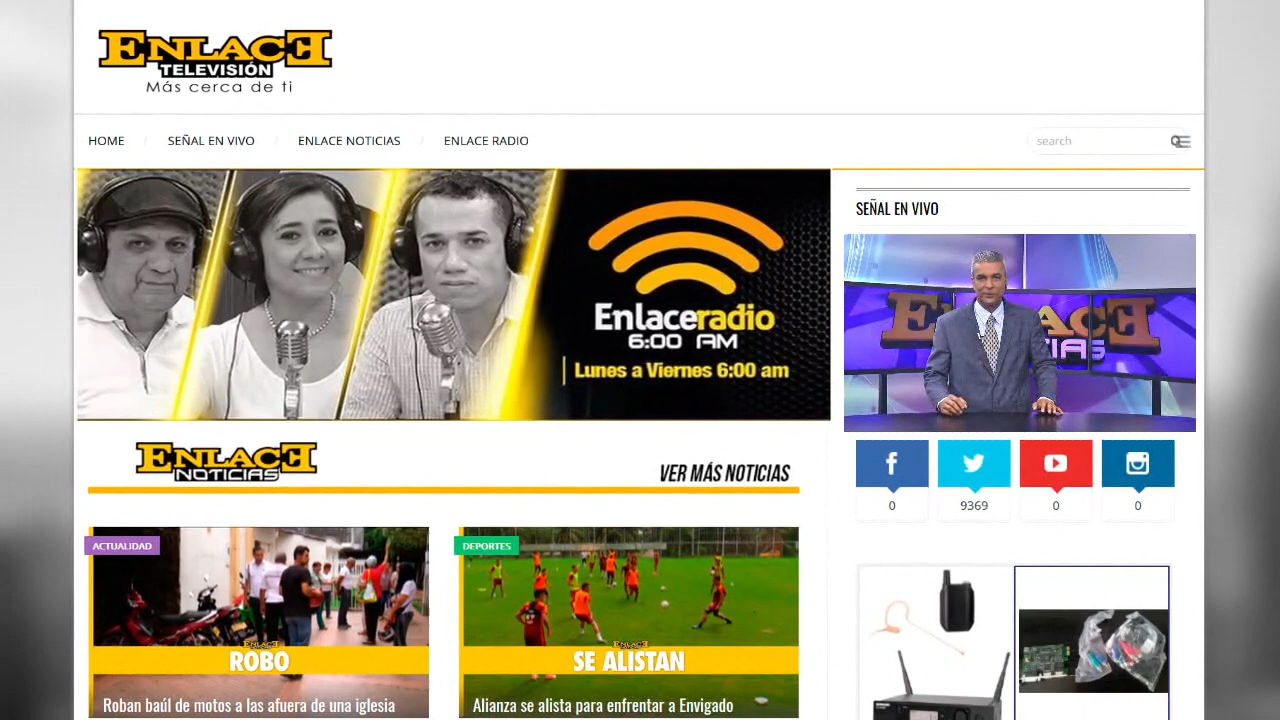 ENLACE
TELEVISIÓN
Más cerca de ti
HOME / SEÑAL EN VIVO / ENLACE NOTICIAS / ENLACE RADIO
search
Enlaceradio
6:00 AM
Lunes a Viernes 6:00 am
SEÑAL EN VIVO
0
9369
0
0
ENLACE
NOTICIAS
VER MÁS NOTICIAS
ACTUALIDAD
ENLACE
ROBO
Roban baúl de motos a las afuera de una iglesia
DEPORTES
ENLACE
SE ALISTAN
Alianza se alista para enfrentar a Envigado